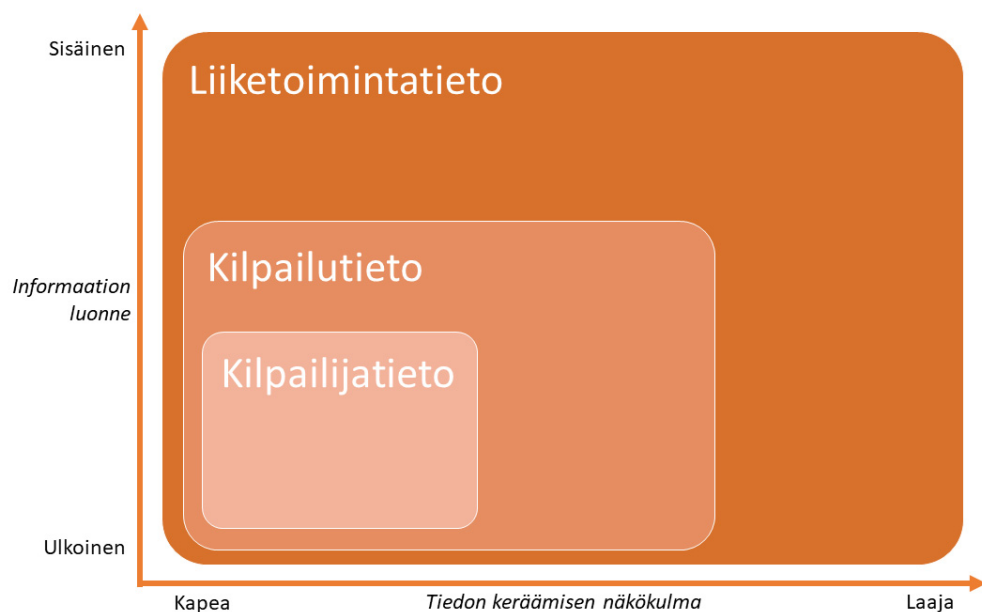 Sisäinen
Liiketoimintatieto
Kilpailutieto
Informaation
luonne
Kilpailijatieto
Ulkoinen
Kapea
Tiedon keräämisen näkökulma
Laaja